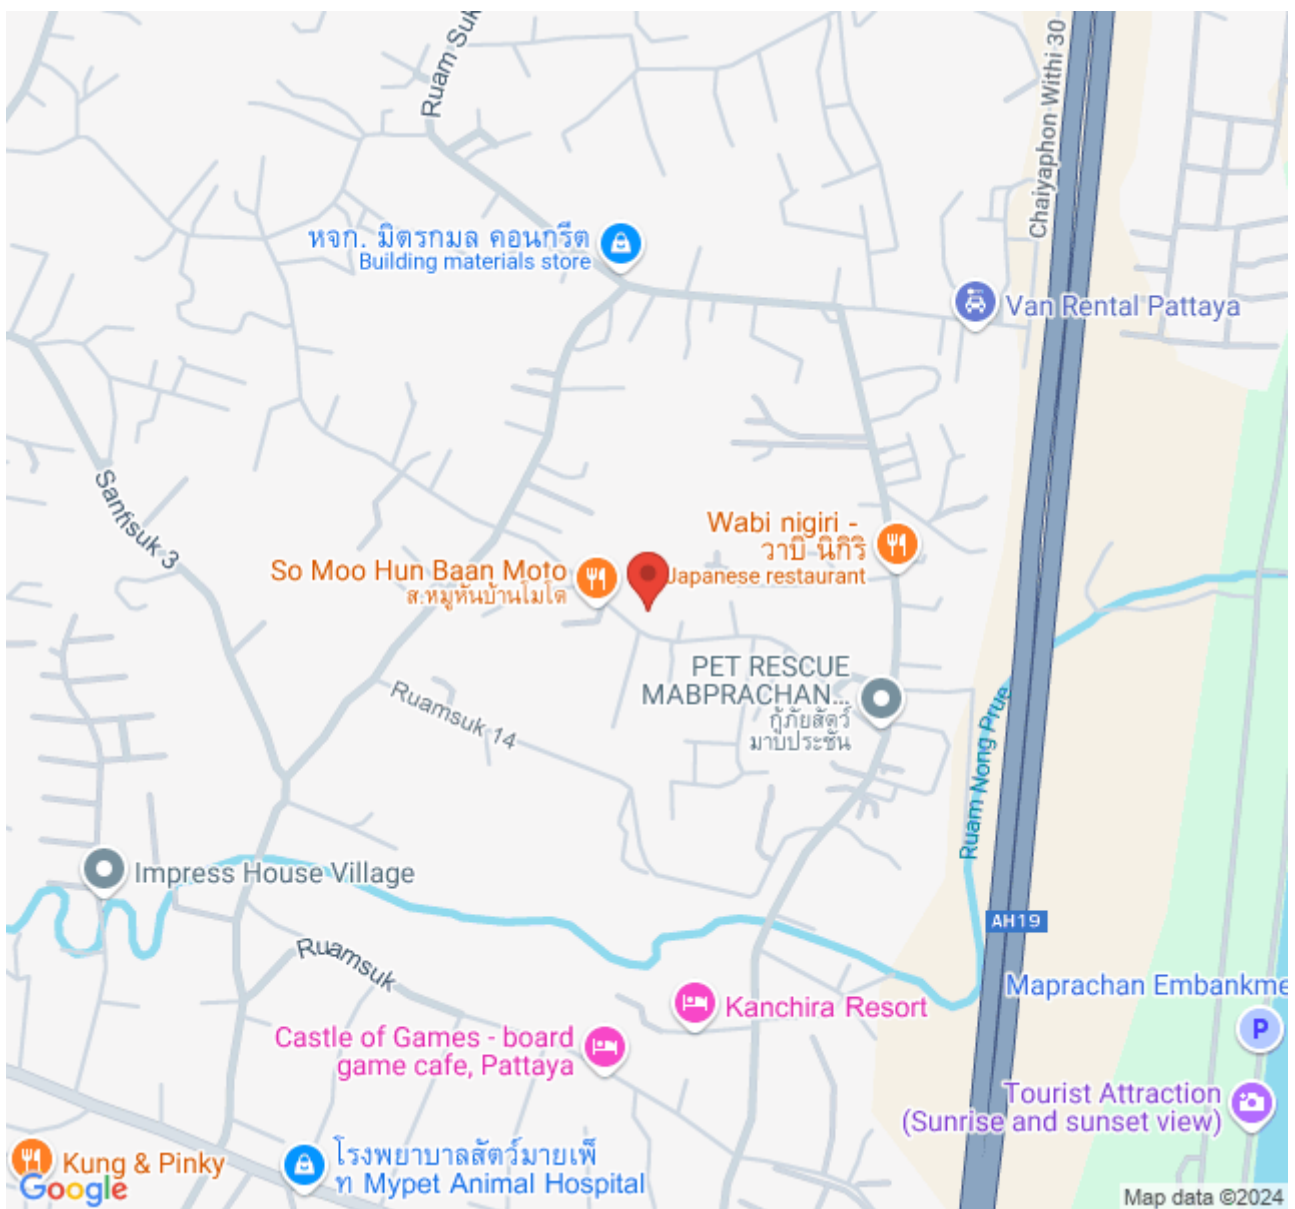 Ruam Suk
Chaiyaphon Withi 30
หจก. มิตรกมล คอนกรีต
Building materials store
Van Rental Pattaya
Santisuk 3
Wabi nigiri -
วาบิ นิกิริ
Japanese restaurant
So Moo Hun Baan Moto
ส.หมูหันบ้านโมโต
PET RESCUE
MABPRACHAN...
กู้ภัยสัตว์
มาบประชัน
Ruamsuk 14
Ruam Nong Prue
Impress House Village
AH19
Ruamsuk
Maprachan Embankme
Kanchira Resort
Castle of Games - board
game cafe, Pattaya
P
Tourist Attraction
(Sunrise and sunset view)
Kung & Pinky
โรงพยาบาลสัตว์มายเพ็
ท Mypet Animal Hospital
Google
Map data ©2024